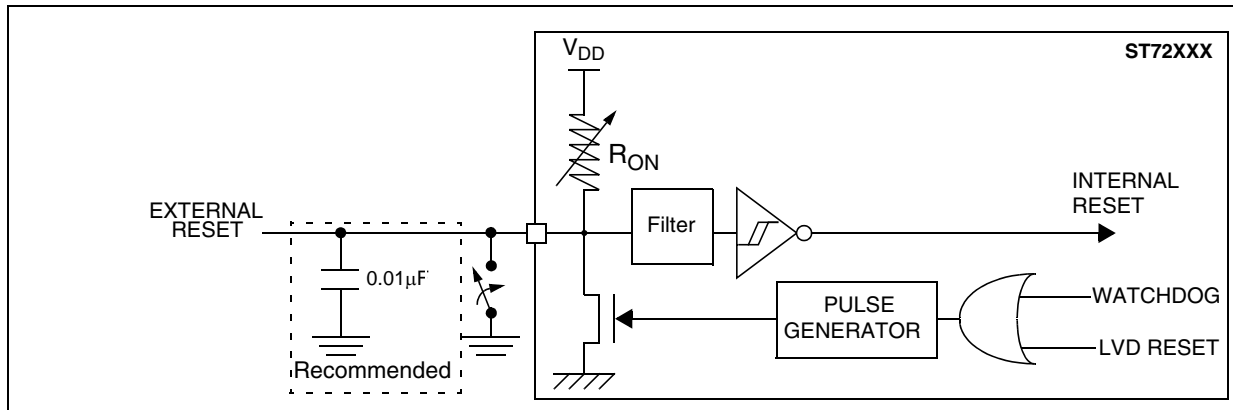 V_DD
ST72XXX
R_ON
INTERNAL
RESET
EXTERNAL
RESET
Filter
0.01μF
PULSE
GENERATOR
WATCHDOG
LVD RESET
Recommended